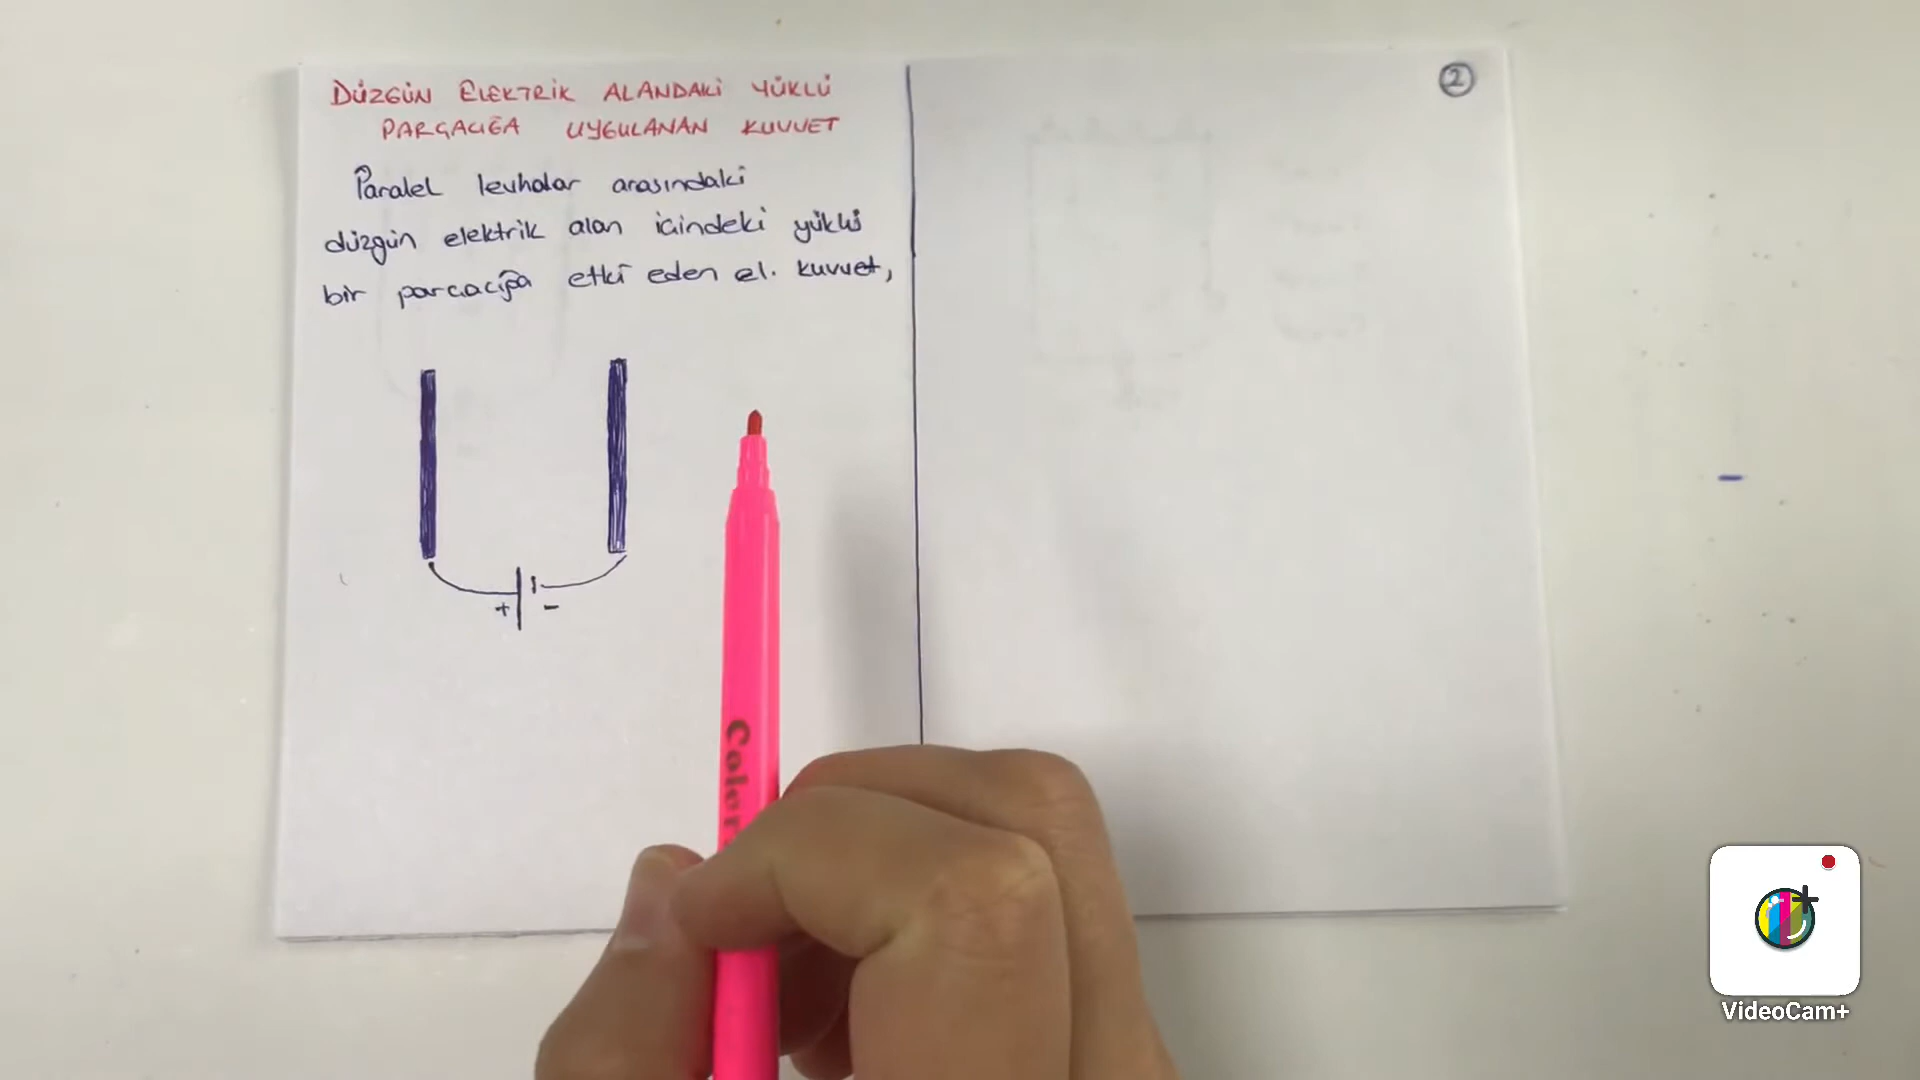 DÜZGÜN ELEKTRİK ALANDAKİ YÜKLÜ
PARÇACIĞA UYGULANAN KUVVET
Paralel levhalar arasındaki
düzgün elektrik alan içindeki yüklü
bir parçacığa etki eden el. kuvvet,
+ -
2
Color
VideoCam+